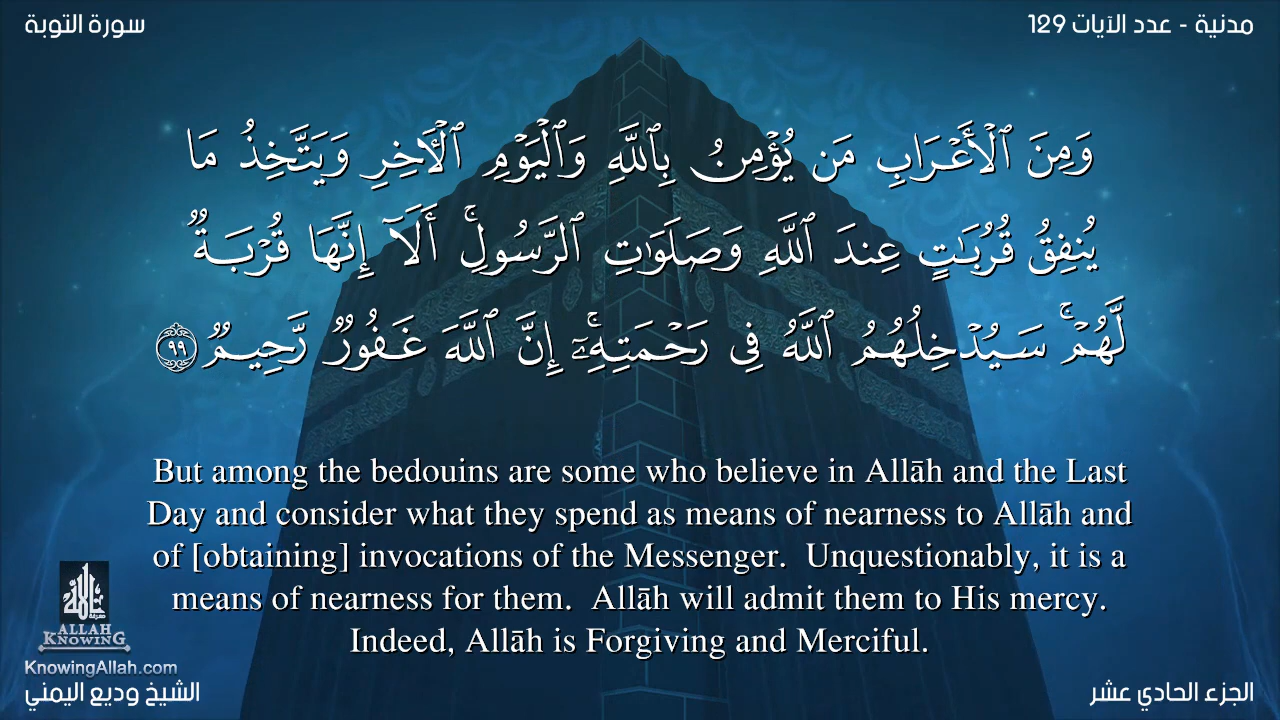 مدنية - عدد الآيات 129
سورة التوبة
وَمِنَ ٱلْأَعْرَابِ مَن يُؤْمِنُ بِٱللَّهِ وَٱلْيَوْمِ ٱلْـَٔاخِرِ وَيَتَّخِذُ مَا
يُنفِقُ قُرُبَـٰتٍ عِندَ ٱللَّهِ وَصَلَوَٰتِ ٱلرَّسُولِ ۚ أَلَآ إِنَّهَا قُرْبَةٌ
لَّهُمْ ۚ سَيُدْخِلُهُمُ ٱللَّهُ فِى رَحْمَتِهِۦٓ ۗ إِنَّ ٱللَّهَ غَفُورٌ رَّحِيمٌ ٩٩
But among the bedouins are some who believe in Allāh and the Last
Day and consider what they spend as means of nearness to Allāh and
of [obtaining] invocations of the Messenger.  Unquestionably, it is a
means of nearness for them.  Allāh will admit them to His mercy.
Indeed, Allāh is Forgiving and Merciful.
ALLAH
KNOWING
KnowingAllah.com
الشيخ وديع اليمني
الجزء الحادي عشر